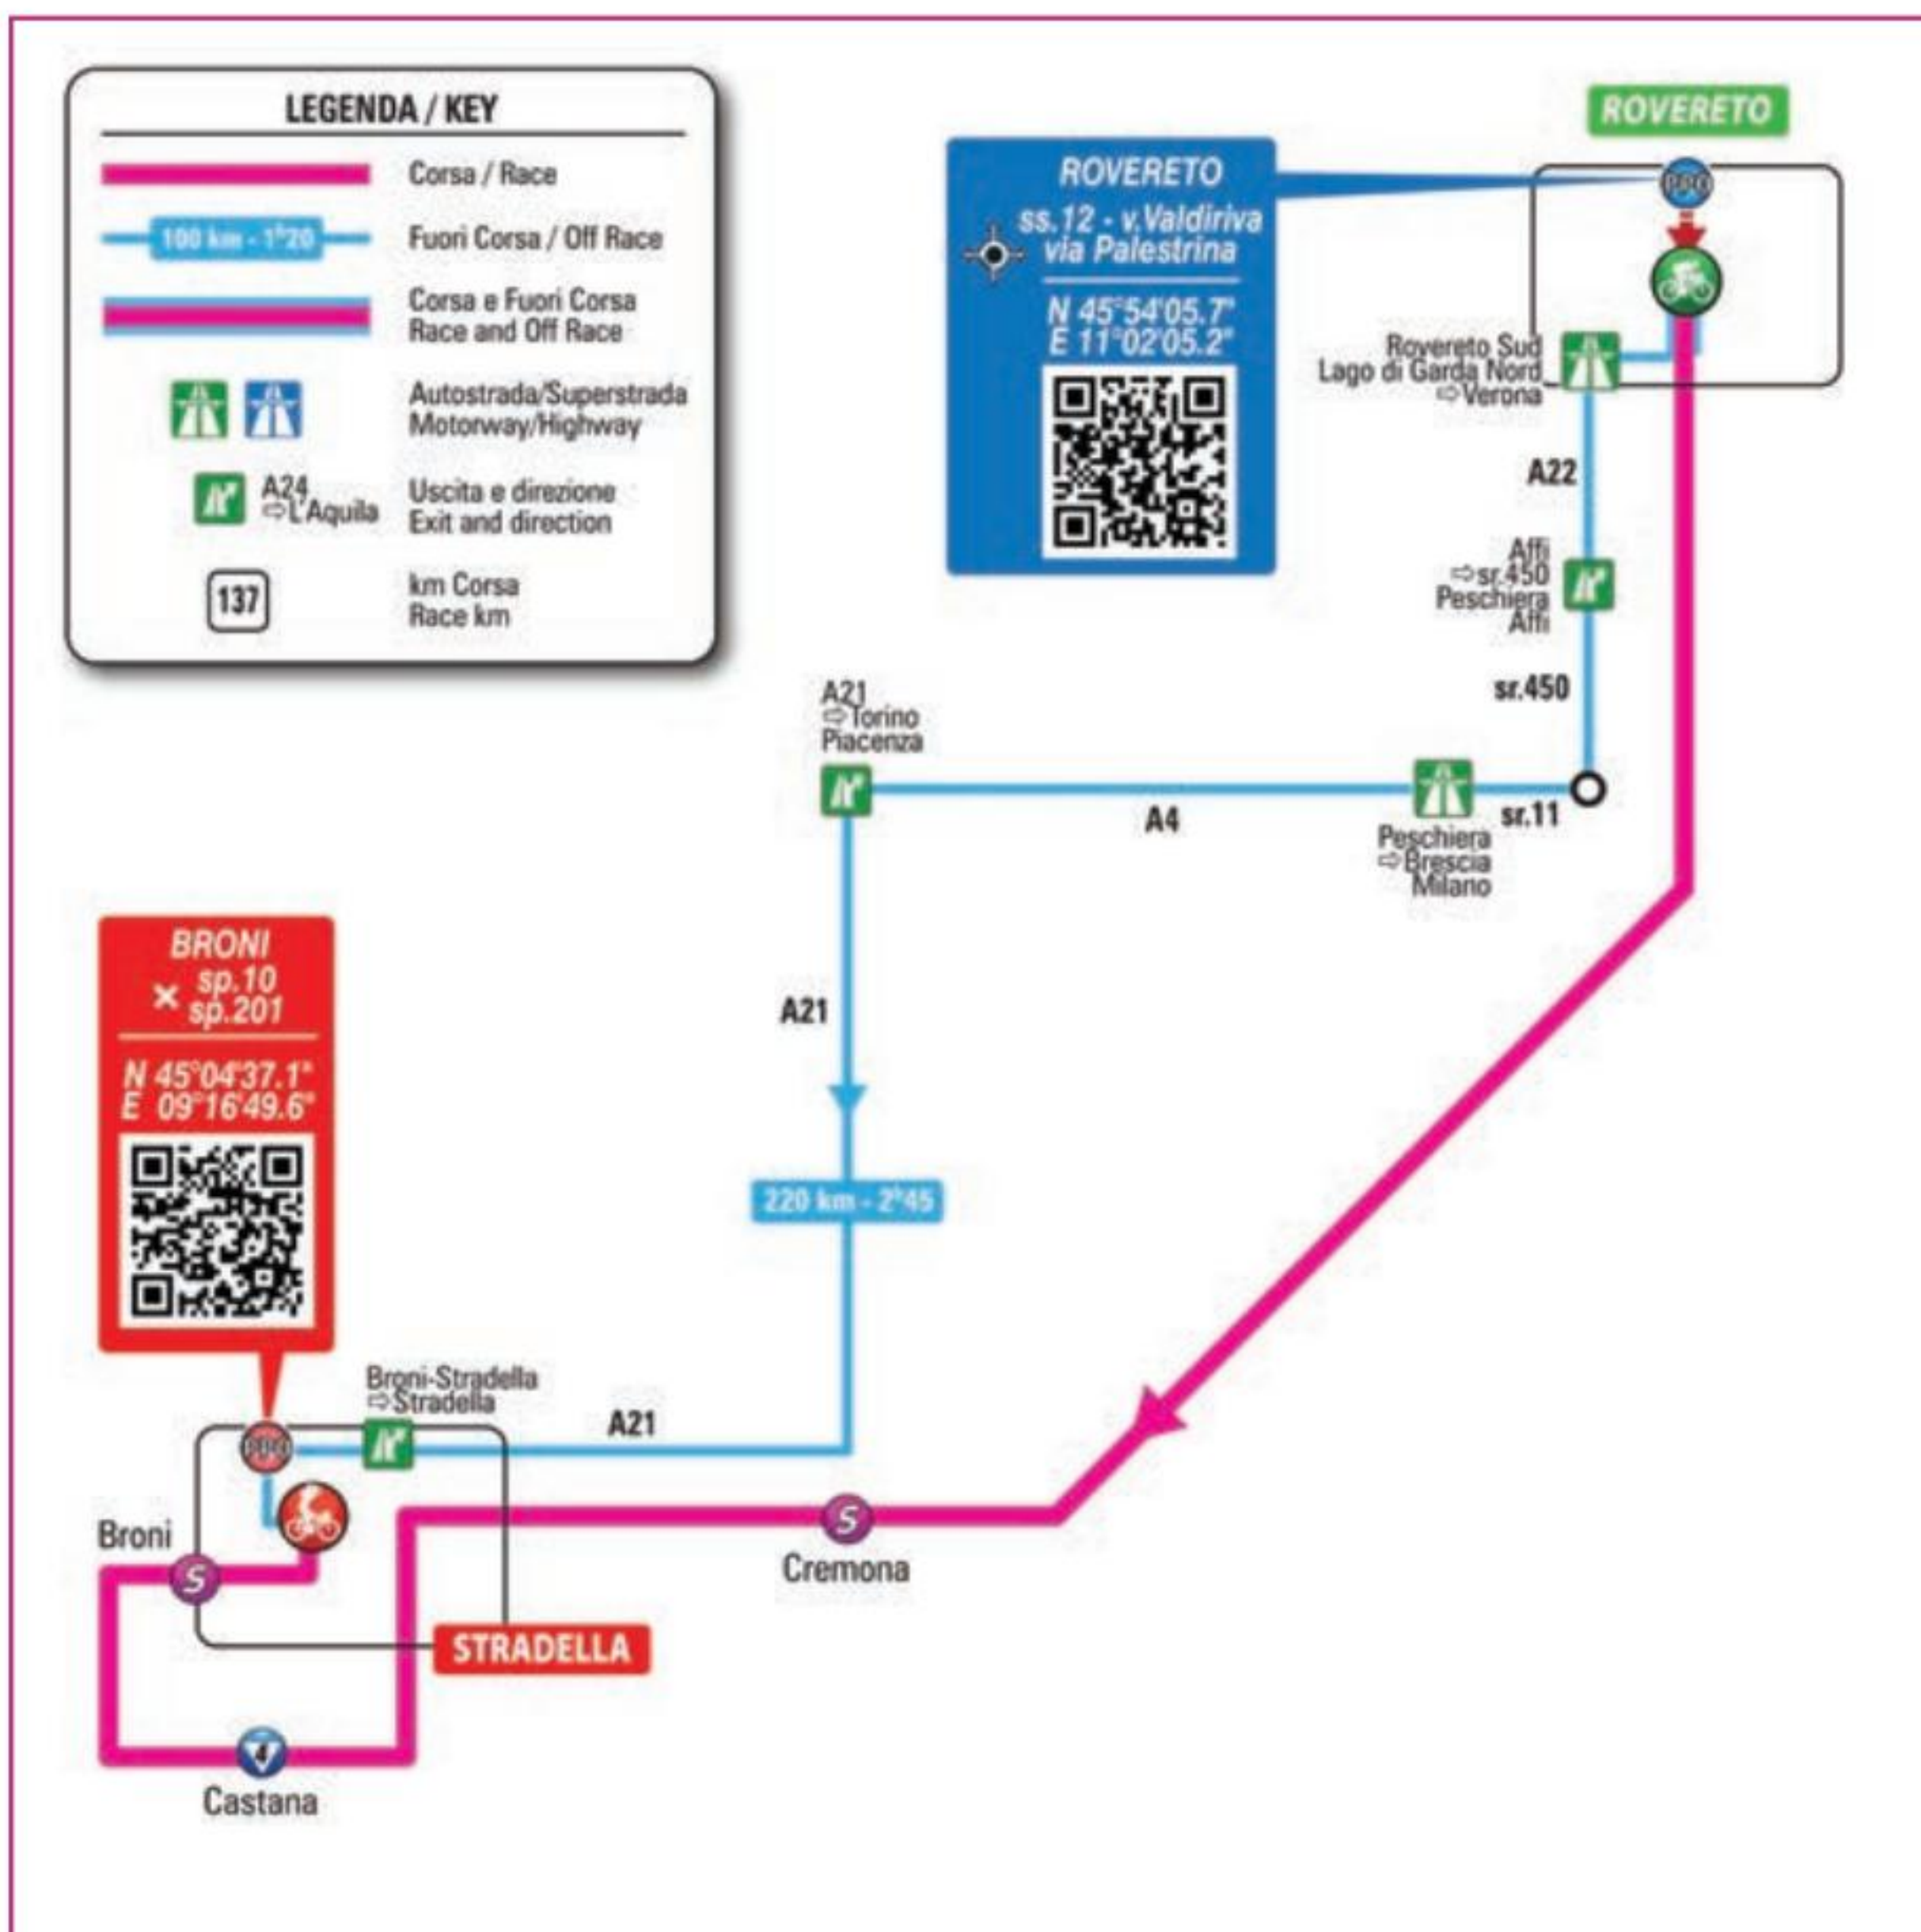 LEGENDA / KEY
Corsa / Race
100 km - 1h20
Fuori Corsa / Off Race
Corsa e Fuori Corsa
Race and Off Race
Autostrada/Superstrada
Motorway/Highway
A24
⇨L'Aquila
Uscita e direzione
Exit and direction
137
km Corsa
Race km
ROVERETO
PPO
ROVERETO
ss.12 - v.Valdiriva
via Palestrina
N 45°54'05.7"
E 11°02'05.2"
Rovereto Sud
Lago di Garda Nord
⇨Verona
A22
Affi
⇨sr.450
Peschiera
Affi
sr.450
sr.11
Peschiera
⇨Brescia
Milano
A4
A21
⇨Torino
Piacenza
A21
220 km - 2h45
BRONI
× sp.10
sp.201
N 45°04'37.1"
E 09°16'49.6"
Broni-Stradella
⇨Stradella
A21
Broni
S
S
Cremona
STRADELLA
4
Castana